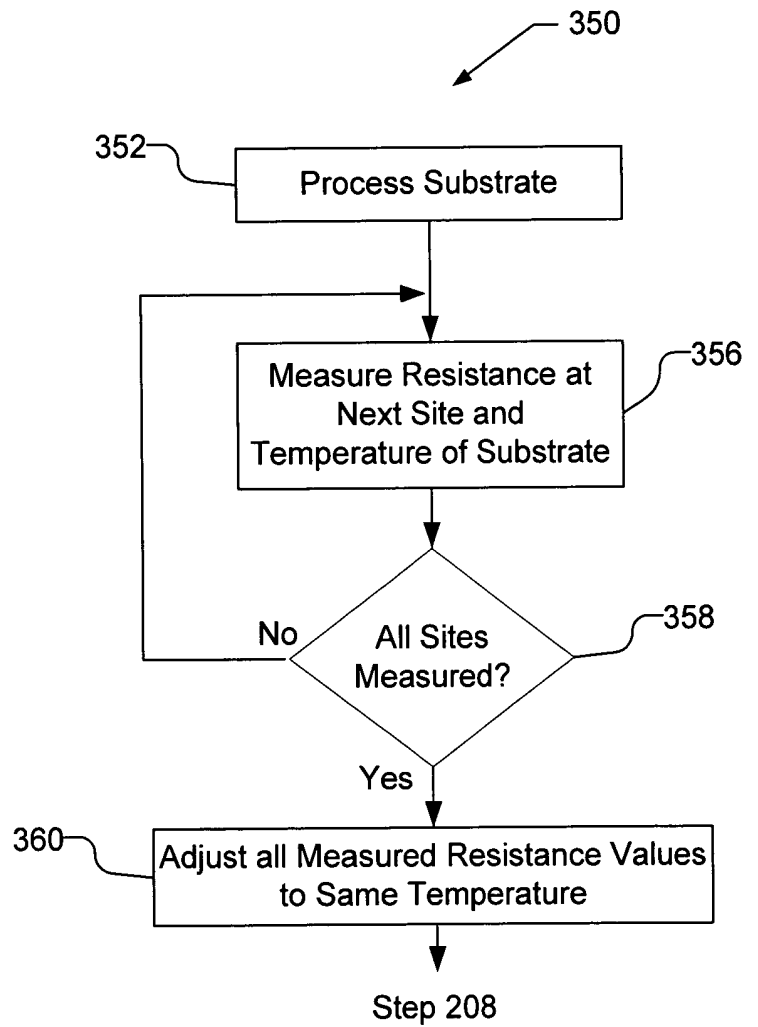 350
352
Process Substrate
356
Measure Resistance at
Next Site and
Temperature of Substrate
358
No
All Sites
Measured?
Yes
360
Adjust all Measured Resistance Values
to Same Temperature
Step 208